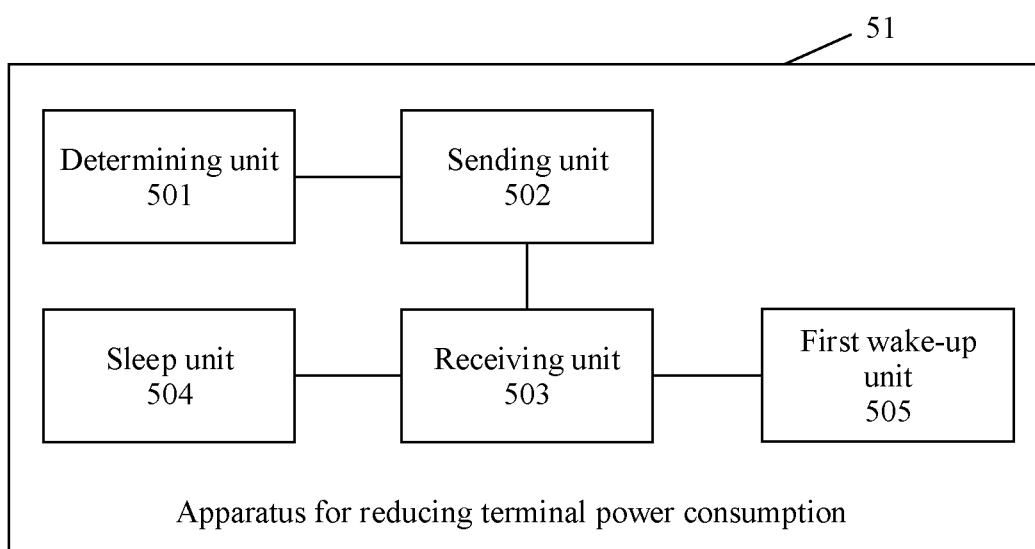 51
Determining unit
501
Sending unit
502
Sleep unit
504
Receiving unit
503
First wake-up
unit
505
Apparatus for reducing terminal power consumption